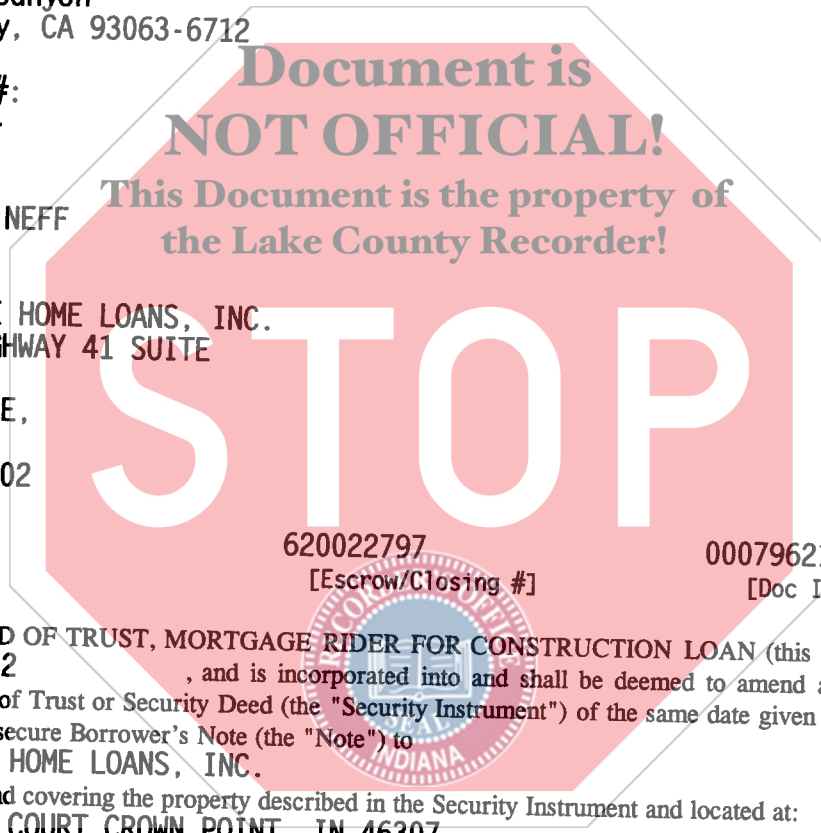 y, CA 93063-6712
Document is
#:
NOT OFFICIAL!
This Document is the property of
NEFF
the Lake County Recorder!
HOME LOANS, INC.
HWAY 41 SUITE
E,
STOP
02
620022797 00079621
[Escrow/Closing #] [Doc I
D OF TRUST, MORTGAGE RIDER FOR CONSTRUCTION LOAN (this
2 , and is incorporated into and shall be deemed to amend a
of Trust or Security Deed (the "Security Instrument") of the same date given
secure Borrower's Note (the "Note") to
HOME LOANS, INC.
d covering the property described in the Security Instrument and located at:
COURT CROWN POINT, IN 46307
RECORDER OFFICE
SEAL
INDIANA